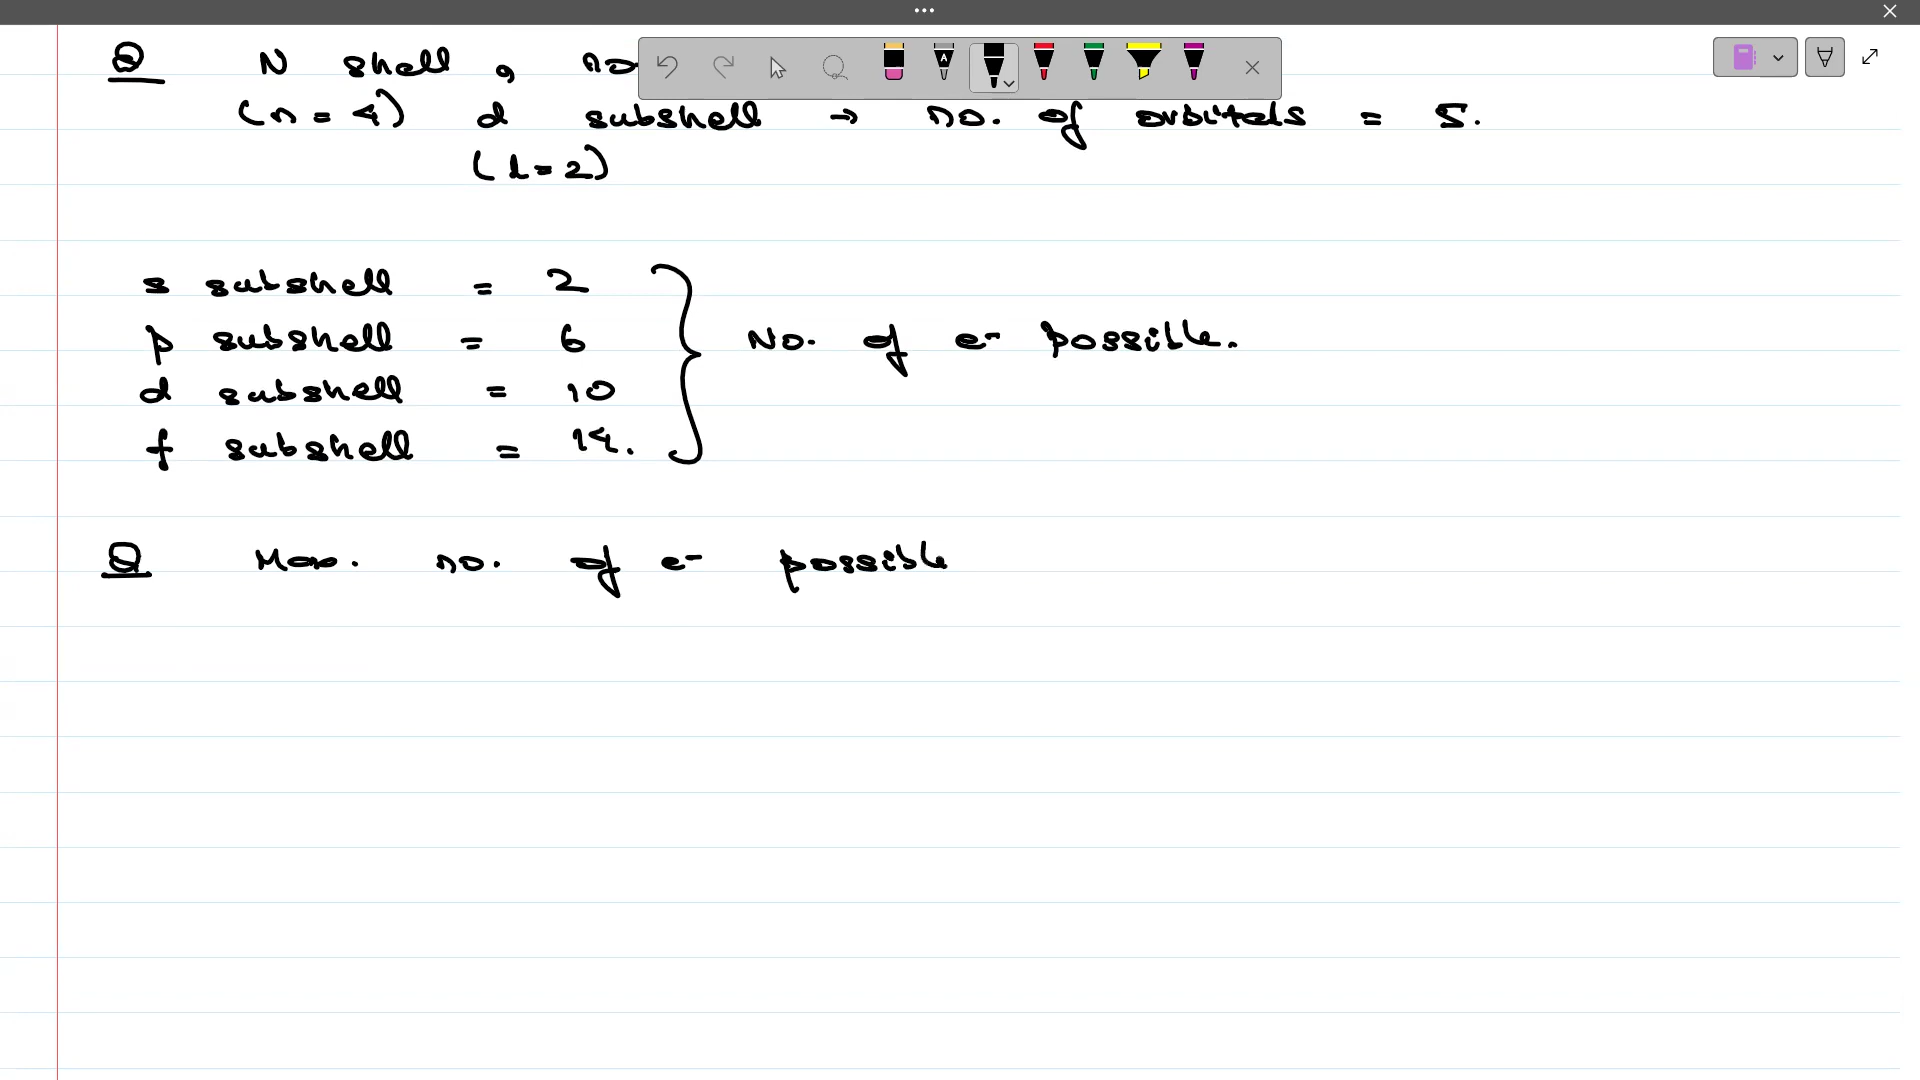 Q N shell, no
(n = 4) d subshell → no. of orbitals = 5.
(l = 2)
s subshell = 2
p subshell = 6
d subshell = 10
f subshell = 14.
No. of e- possible.
Q Max. no. of e- possible